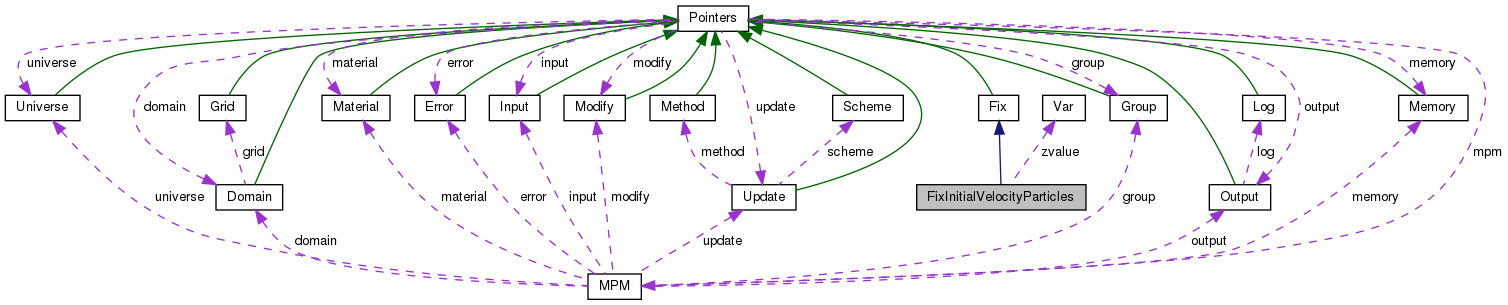 Pointers
universe
material
error
input
modify
group
memory
domain
update
output
Universe
Grid
Material
Error
Input
Modify
Method
Scheme
Fix
Var
Group
Log
Memory
grid
method
scheme
zvalue
log
mpm
universe
Domain
material
error
input
modify
Update
FixInitialVelocityParticles
group
Output
memory
domain
update
output
MPM